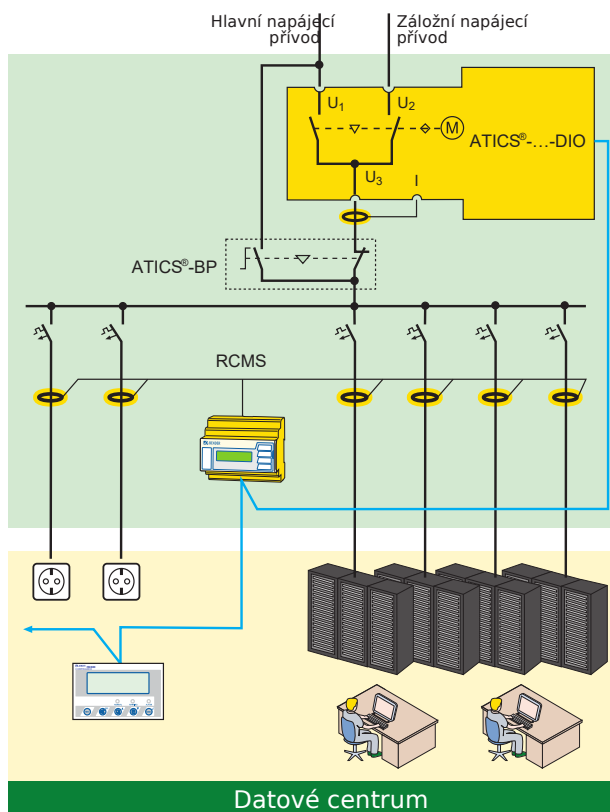 Hlavní napájecí
přívod
Záložní napájecí
přívod
U1
U2
M
ATICS®-...-DIO
U3
I
ATICS®-BP
RCMS
Datové centrum